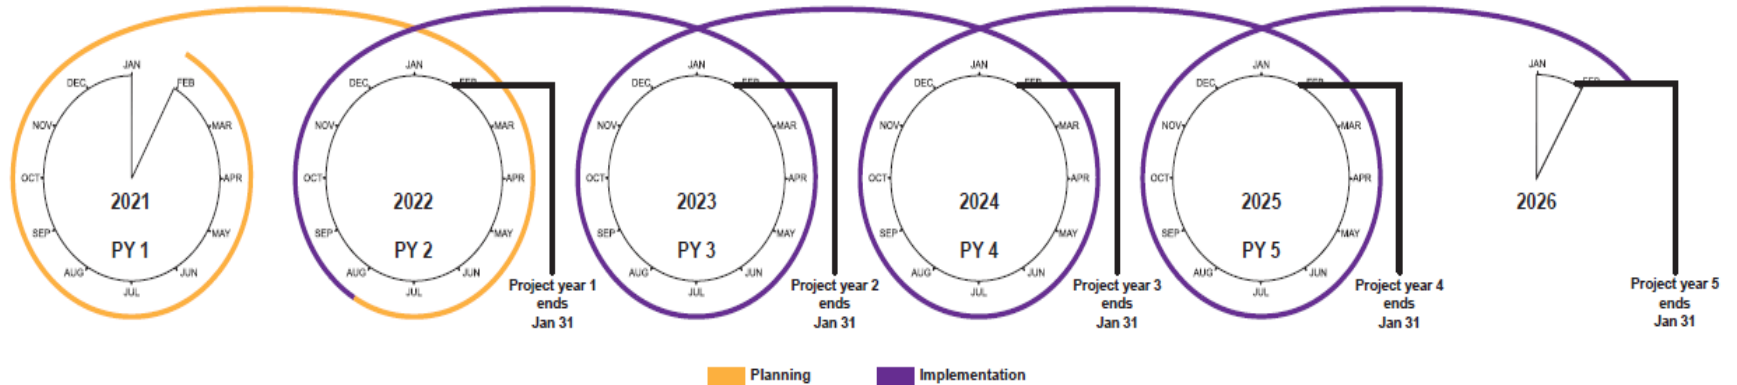 JAN
FEB
MAR
APR
MAY
JUN
JUL
AUG
SEP
OCT
NOV
DEC
2021
PY 1
JAN
FEB
MAR
APR
MAY
JUN
JUL
AUG
SEP
OCT
NOV
DEC
2022
PY 2
Project year 1
ends
Jan 31
JAN
FEB
MAR
APR
MAY
JUN
JUL
AUG
SEP
OCT
NOV
DEC
2023
PY 3
Project year 2
ends
Jan 31
JAN
FEB
MAR
APR
MAY
JUN
JUL
AUG
SEP
OCT
NOV
DEC
2024
PY 4
Project year 3
ends
Jan 31
JAN
FEB
MAR
APR
MAY
JUN
JUL
AUG
SEP
OCT
NOV
DEC
2025
PY 5
Project year 4
ends
Jan 31
JAN
FEB
2026
Project year 5
ends
Jan 31
Planning
Implementation